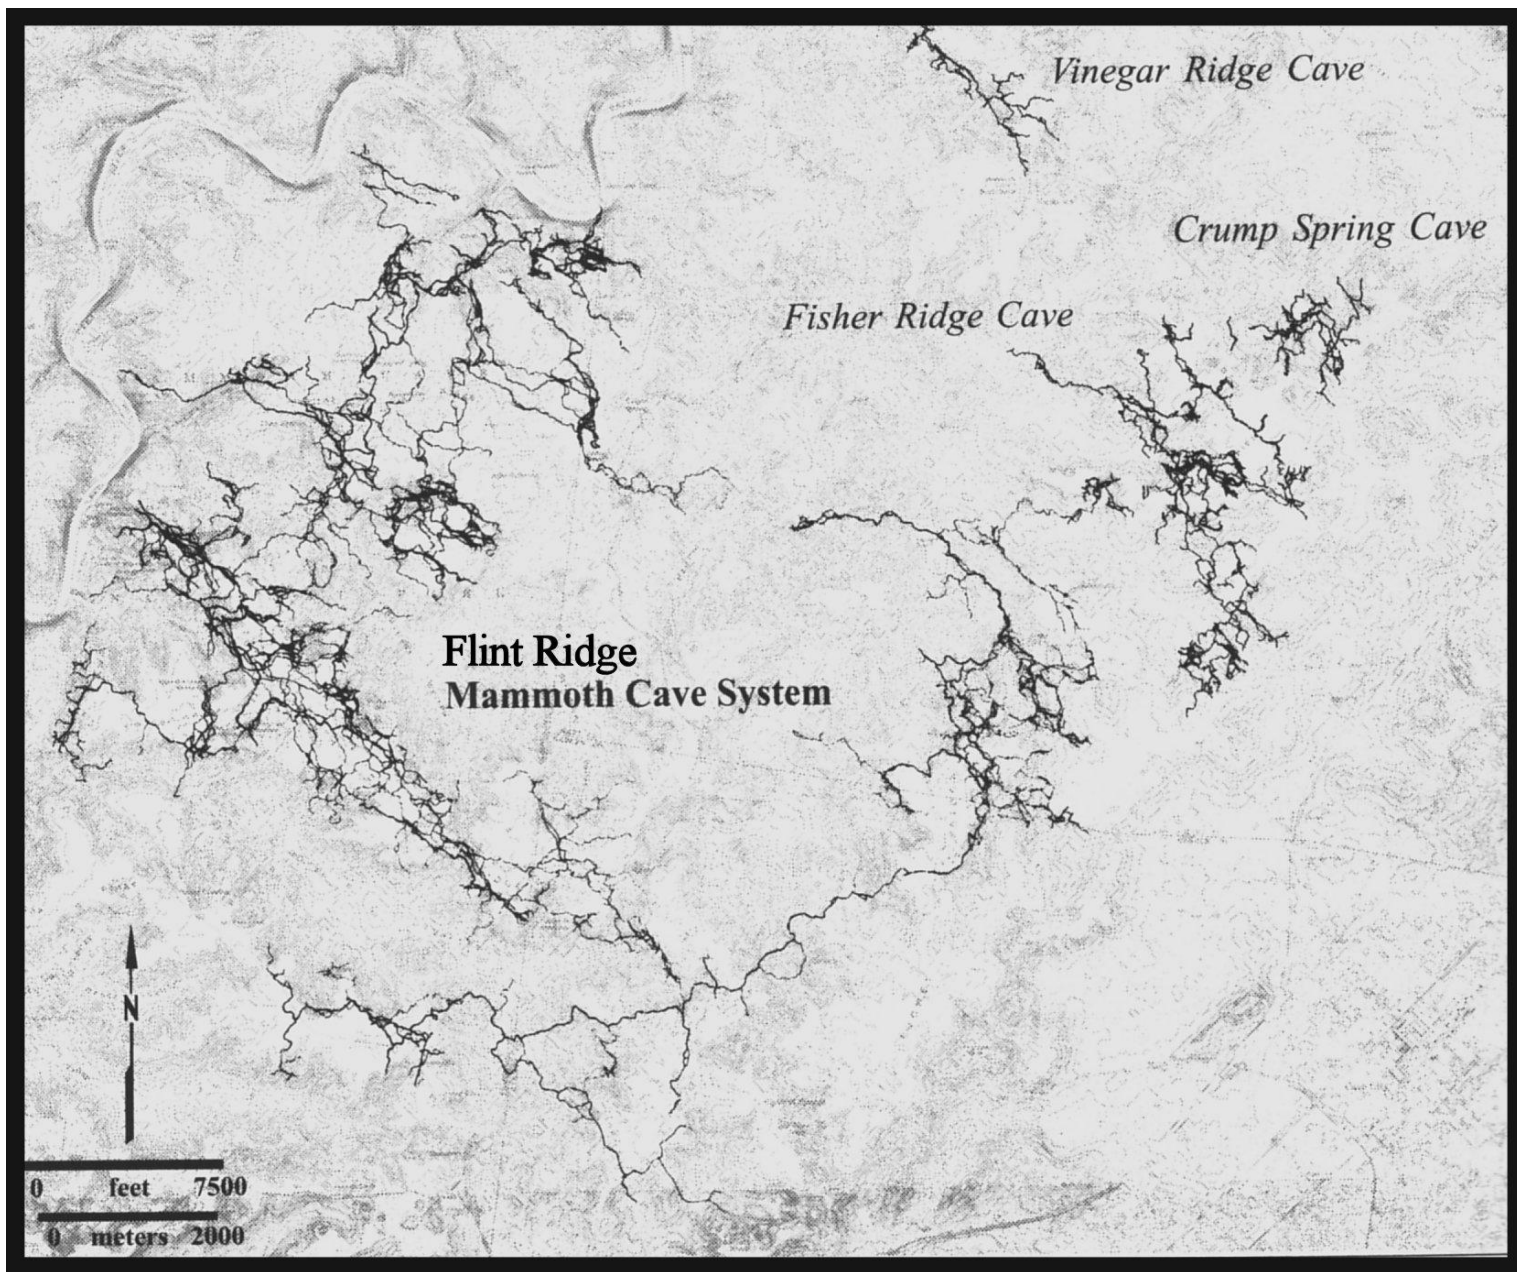 Vinegar Ridge Cave
Crump Spring Cave
Fisher Ridge Cave
Flint Ridge
Mammoth Cave System
N
0 feet 7500
0 meters 2000